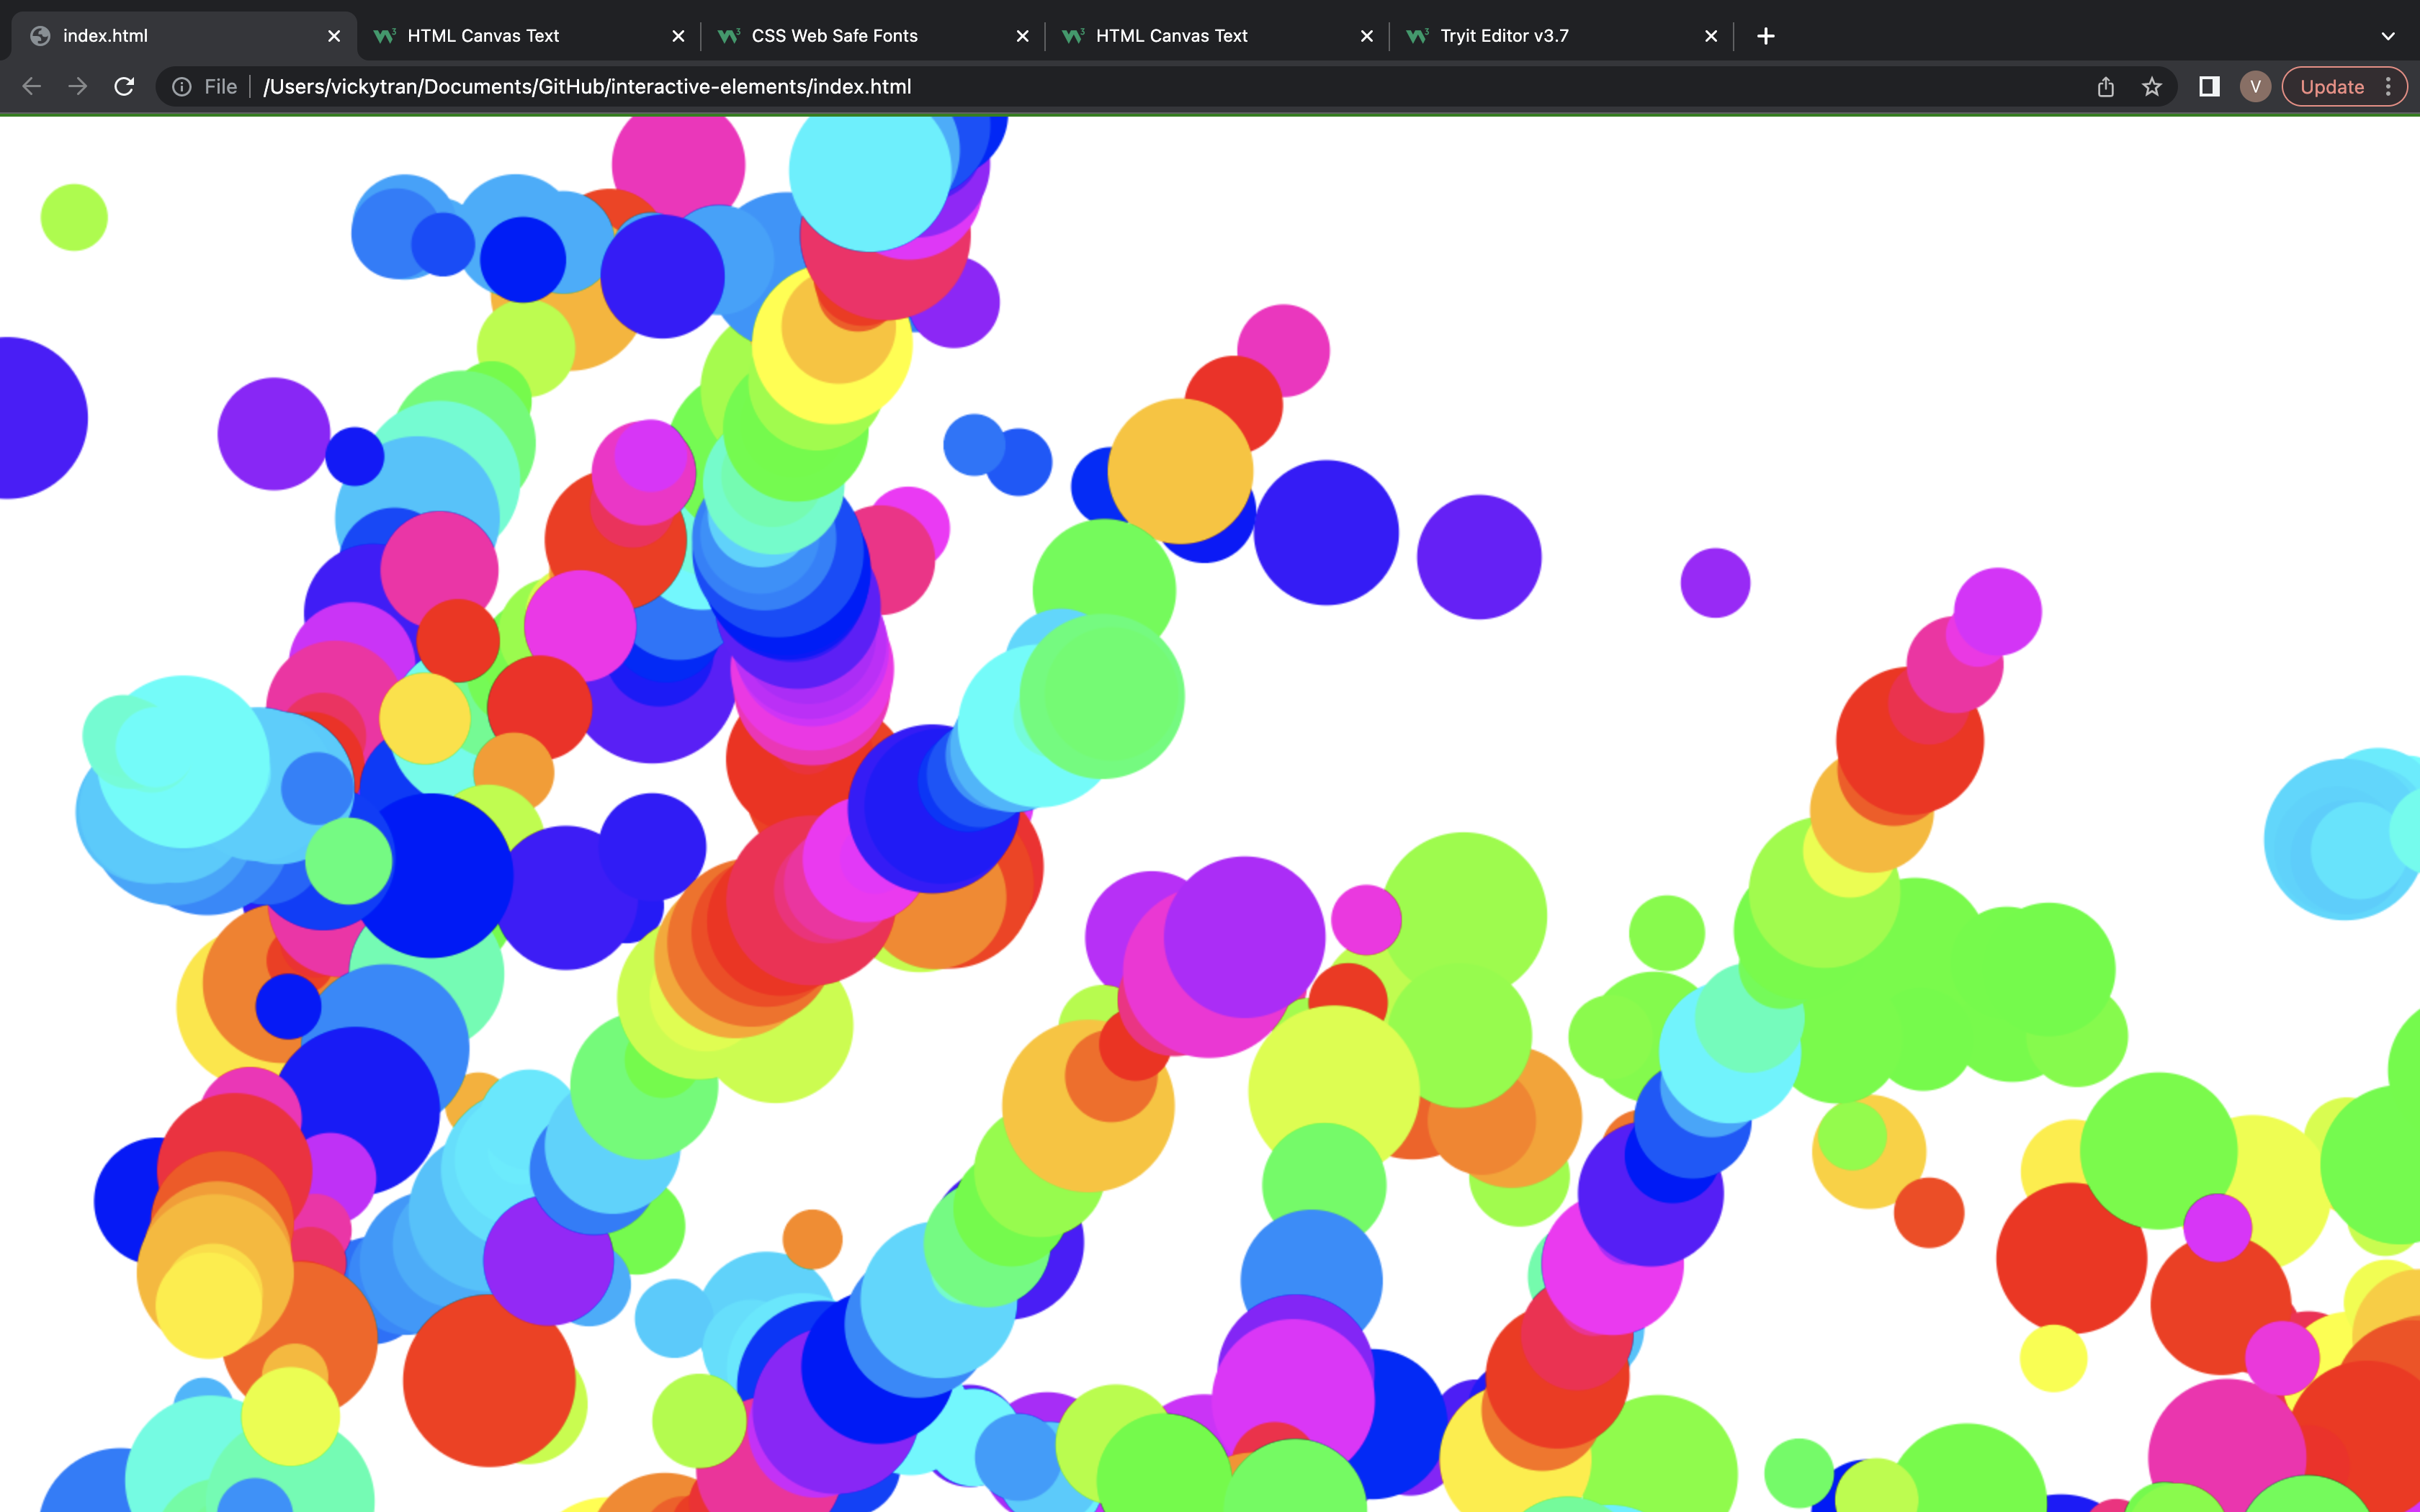 index.html
HTML Canvas Text
CSS Web Safe Fonts
HTML Canvas Text
Tryit Editor v3.7
File /Users/vickytran/Documents/GitHub/interactive-elements/index.html V Update